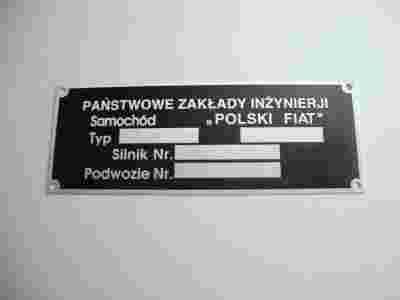 PAŃSTWOWE ZAKŁADY INŻYNIERJI
Samochód „POLSKI FIAT"
Typ
Silnik Nr.
Podwozie Nr.